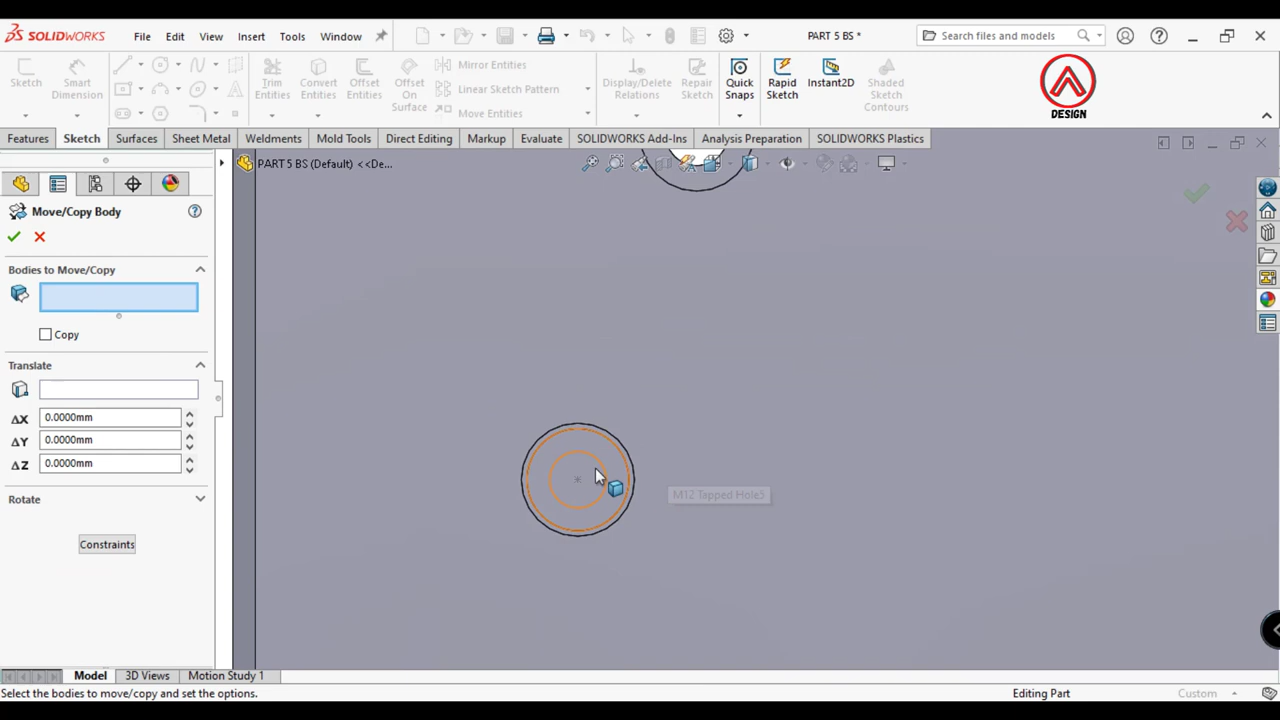 SOLIDWORKS File Edit View Insert Tools Window PART 5 BS * Search files and models
Sketch Smart Dimension Trim Entities Convert Entities Offset Entities Offset On Surface Mirror Entities Linear Sketch Pattern Move Entities Display/Delete Relations Repair Sketch Quick Snaps Rapid Sketch Instant2D Shaded Sketch Contours
DESIGN
Features Sketch Surfaces Sheet Metal Weldments Mold Tools Direct Editing Markup Evaluate SOLIDWORKS Add-Ins Analysis Preparation SOLIDWORKS Plastics
PART 5 BS (Default) <<De...
Move/Copy Body
Bodies to Move/Copy
Copy
Translate
ΔX 0.0000mm
ΔY 0.0000mm
ΔZ 0.0000mm
M12 Tapped Hole5
Rotate
Constraints
Model 3D Views Motion Study 1
Select the bodies to move/copy and set the options. Editing Part Custom